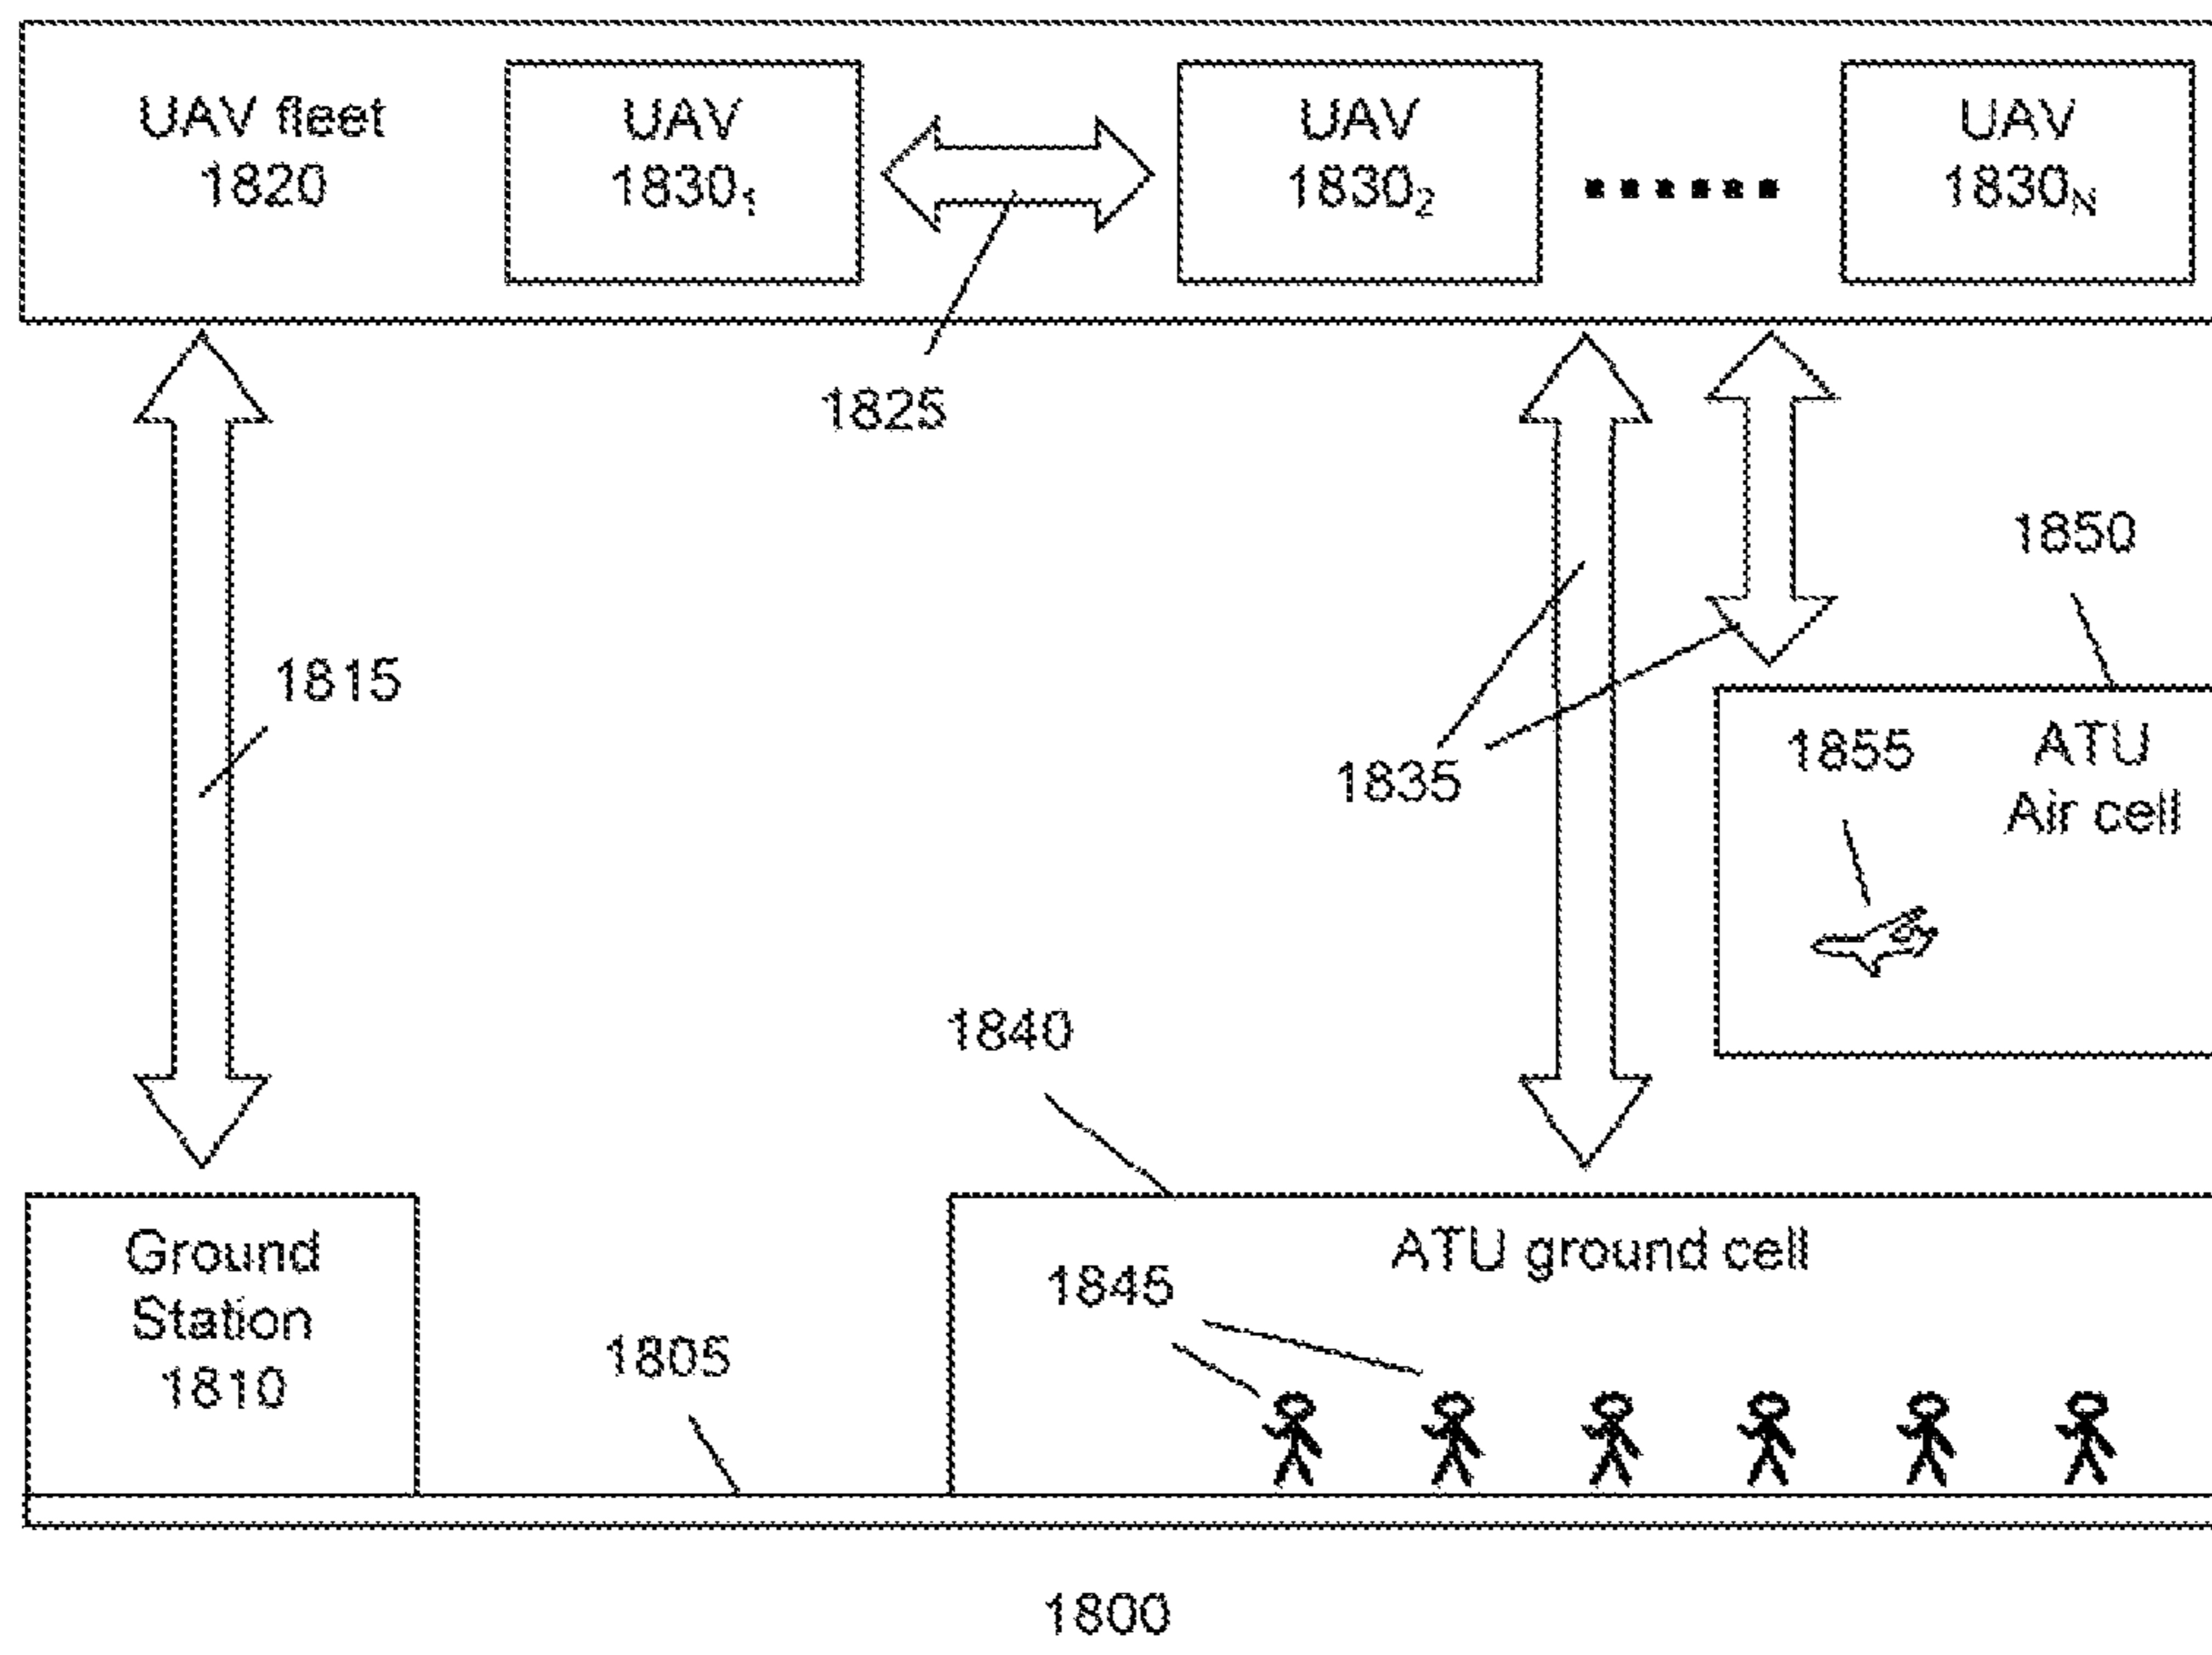 UAV fleet
1820
UAV
1830₁
UAV
1830₂
UAV
1830ₙ
1825
1815
1835
1850
1855
ATU
Air cell
1840
Ground
Station
1810
1805
ATU ground cell
1845
1800